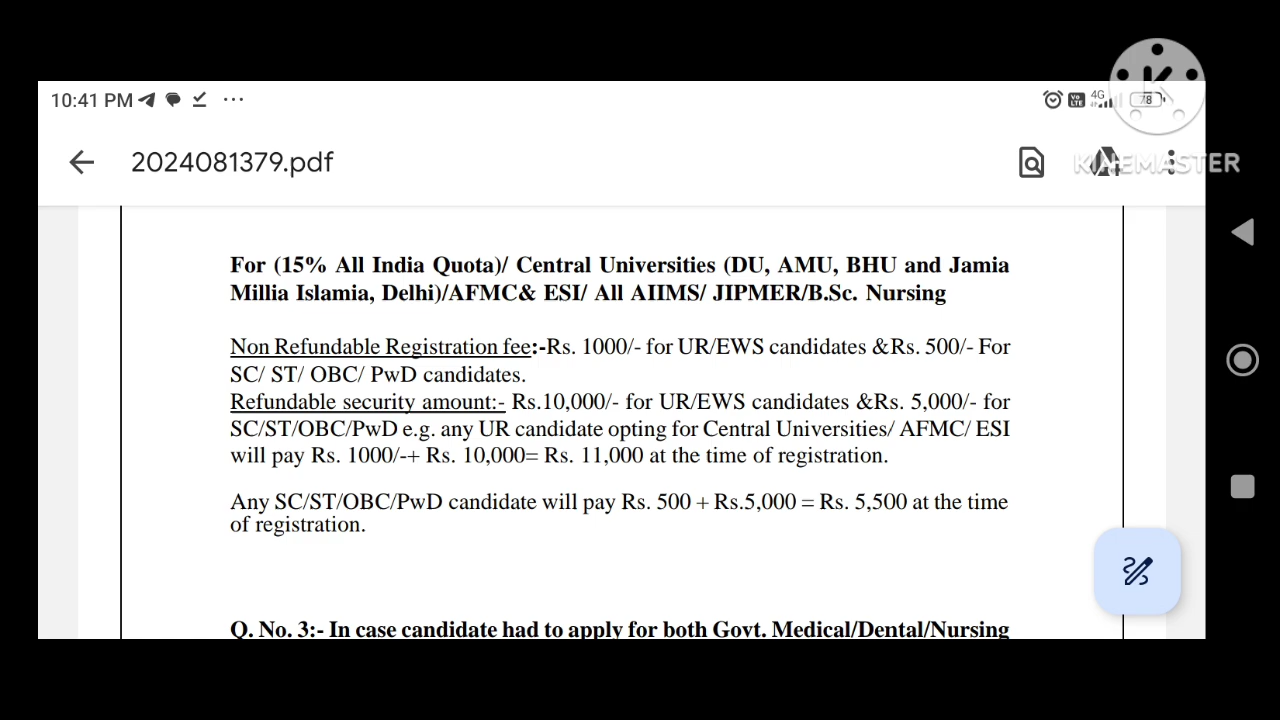 10:41 PM
4G
Vo
LTE
78
KINEMASTER
2024081379.pdf
For (15% All India Quota)/ Central Universities (DU, AMU, BHU and Jamia
Millia Islamia, Delhi)/AFMC& ESI/ All AIIMS/ JIPMER/B.Sc. Nursing
Non Refundable Registration fee:-Rs. 1000/- for UR/EWS candidates &Rs. 500/- For
SC/ ST/ OBC/ PwD candidates.
Refundable security amount:- Rs.10,000/- for UR/EWS candidates &Rs. 5,000/- for
SC/ST/OBC/PwD e.g. any UR candidate opting for Central Universities/ AFMC/ ESI
will pay Rs. 1000/-+ Rs. 10,000= Rs. 11,000 at the time of registration.
Any SC/ST/OBC/PwD candidate will pay Rs. 500 + Rs.5,000 = Rs. 5,500 at the time
of registration.
Q. No. 3:- In case candidate had to apply for both Govt. Medical/Dental/Nursing